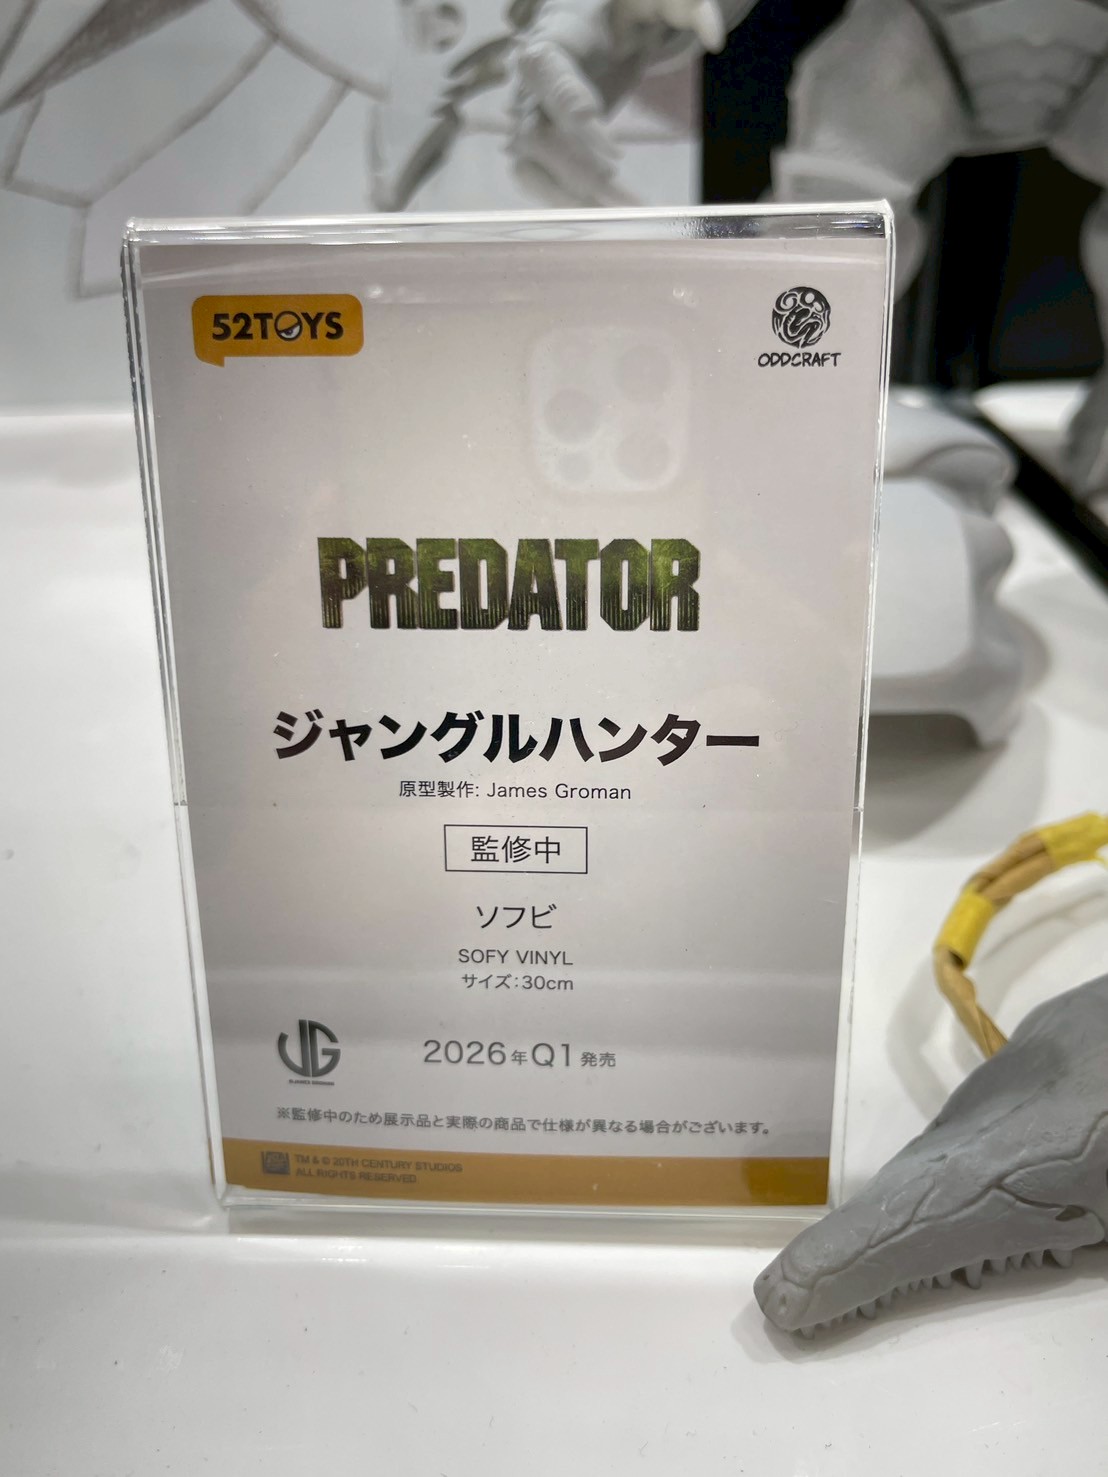 52TOYS
ODDCRAFT
PREDATOR
ジャングルハンター
原型製作: James Groman
監修中
ソフビ
SOFY VINYL
サイズ:30cm
JG
2026年Q1発売
※監修中のため展示品と実際の商品で仕様が異なる場合がございます。
TM & © 20TH CENTURY STUDIOS
ALL RIGHTS RESERVED